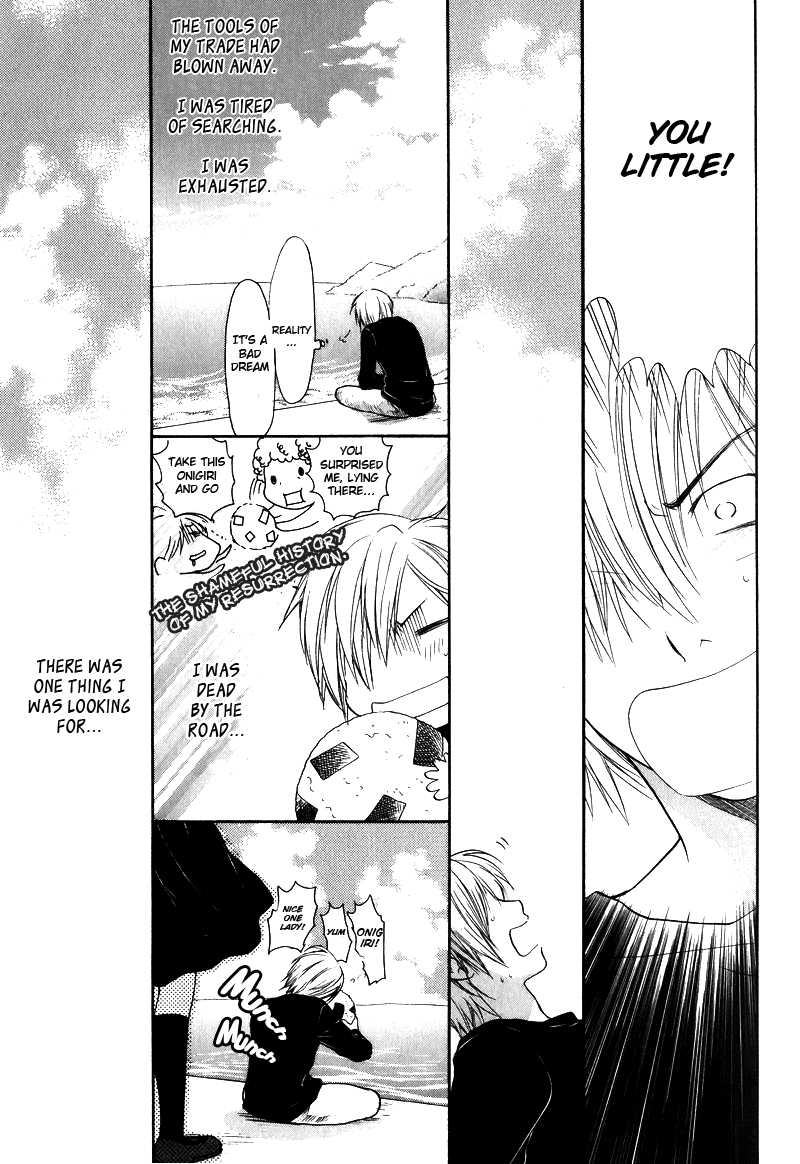 YOU
LITTLE!
THE TOOLS OF
MY TRADE HAD
BLOWN AWAY.
I WAS TIRED
OF SEARCHING.
I WAS
EXHAUSTED.
REALITY
...
IT'S A
BAD
DREAM
YOU
SURPRISED
ME, LYING
THERE...
TAKE THIS
ONIGIRI
AND GO
THE SHAMEFUL HISTORY
OF MY RESURRECTION.
I WAS
DEAD
BY THE
ROAD...
ONIG
IRI!
YUM
NICE
ONE
LADY!
MUNCH
MUNCH
THERE WAS
ONE THING I
WAS LOOKING
FOR...